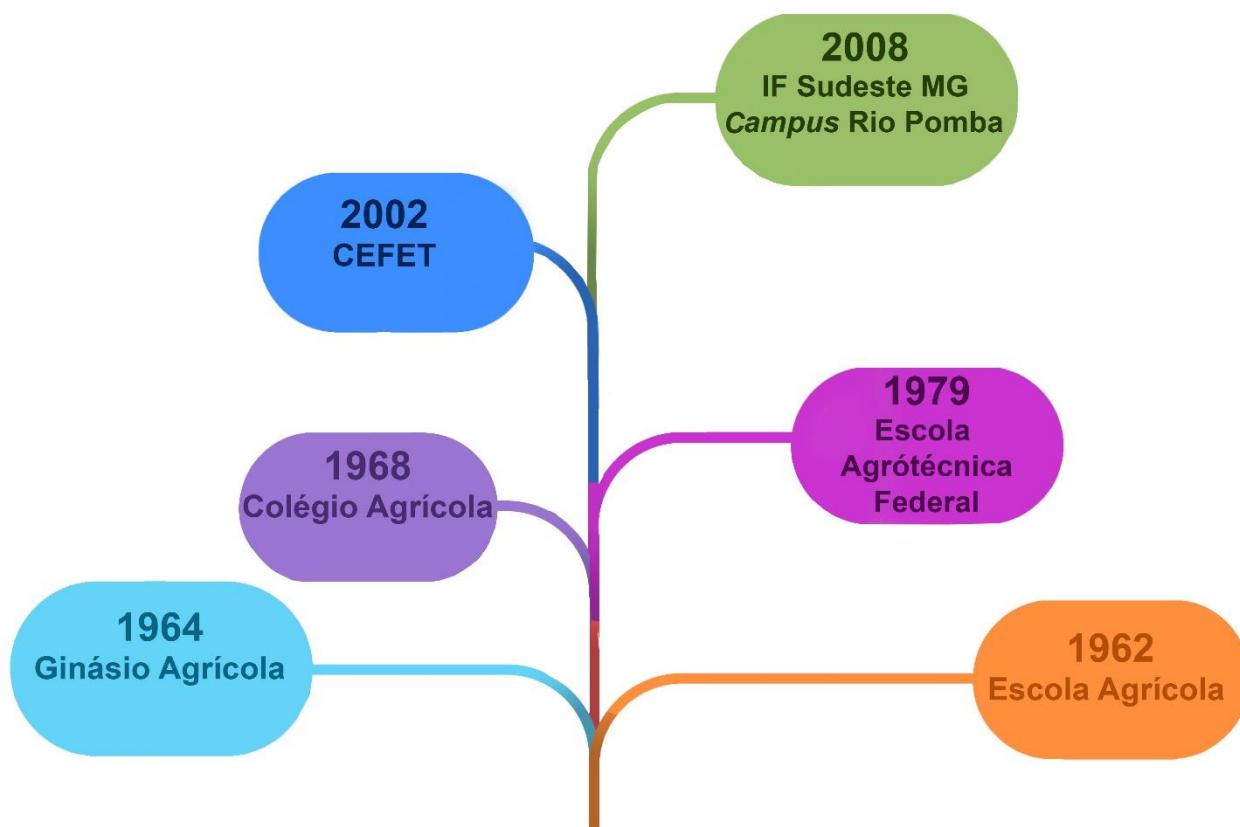 2008
IF Sudeste MG
Campus Rio Pomba
2002
CEFET
1979
Escola
Agrótécnica
Federal
1968
Colégio Agrícola
1964
Ginásio Agrícola
1962
Escola Agrícola